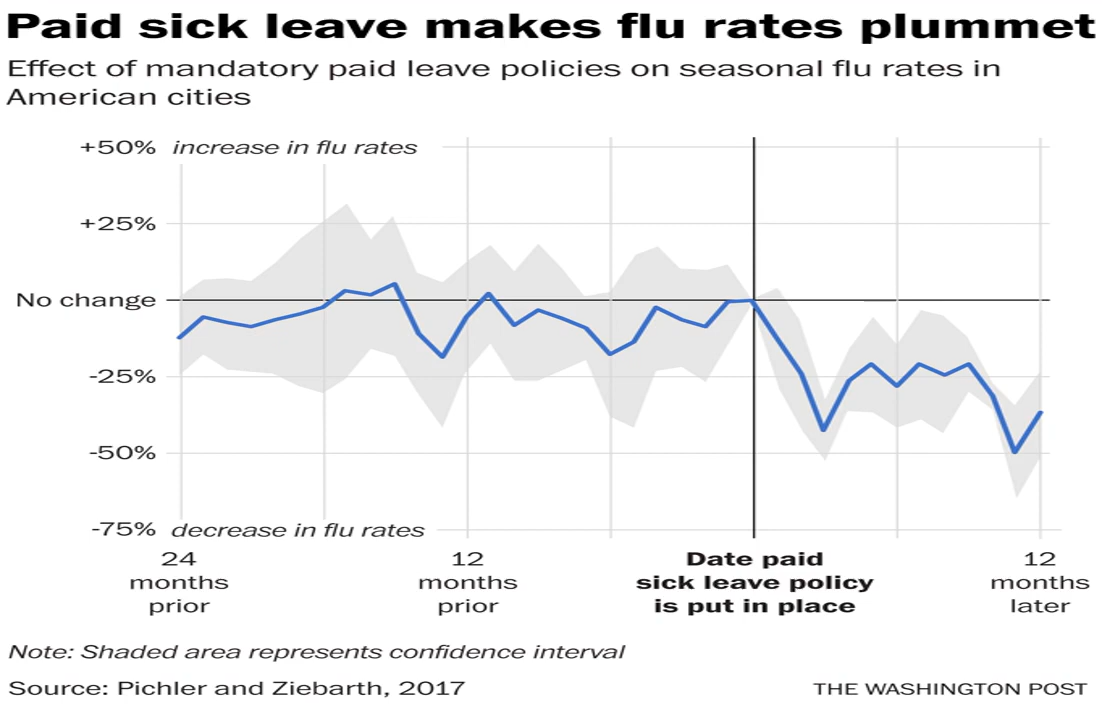 Paid sick leave makes flu rates plummet
Effect of mandatory paid leave policies on seasonal flu rates in
American cities
+50% increase in flu rates
+25%
No change
-25%
-50%
-75% decrease in flu rates
24
months
prior
12
months
prior
Date paid
sick leave policy
is put in place
12
months
later
Note: Shaded area represents confidence interval
Source: Pichler and Ziebarth, 2017
THE WASHINGTON POST